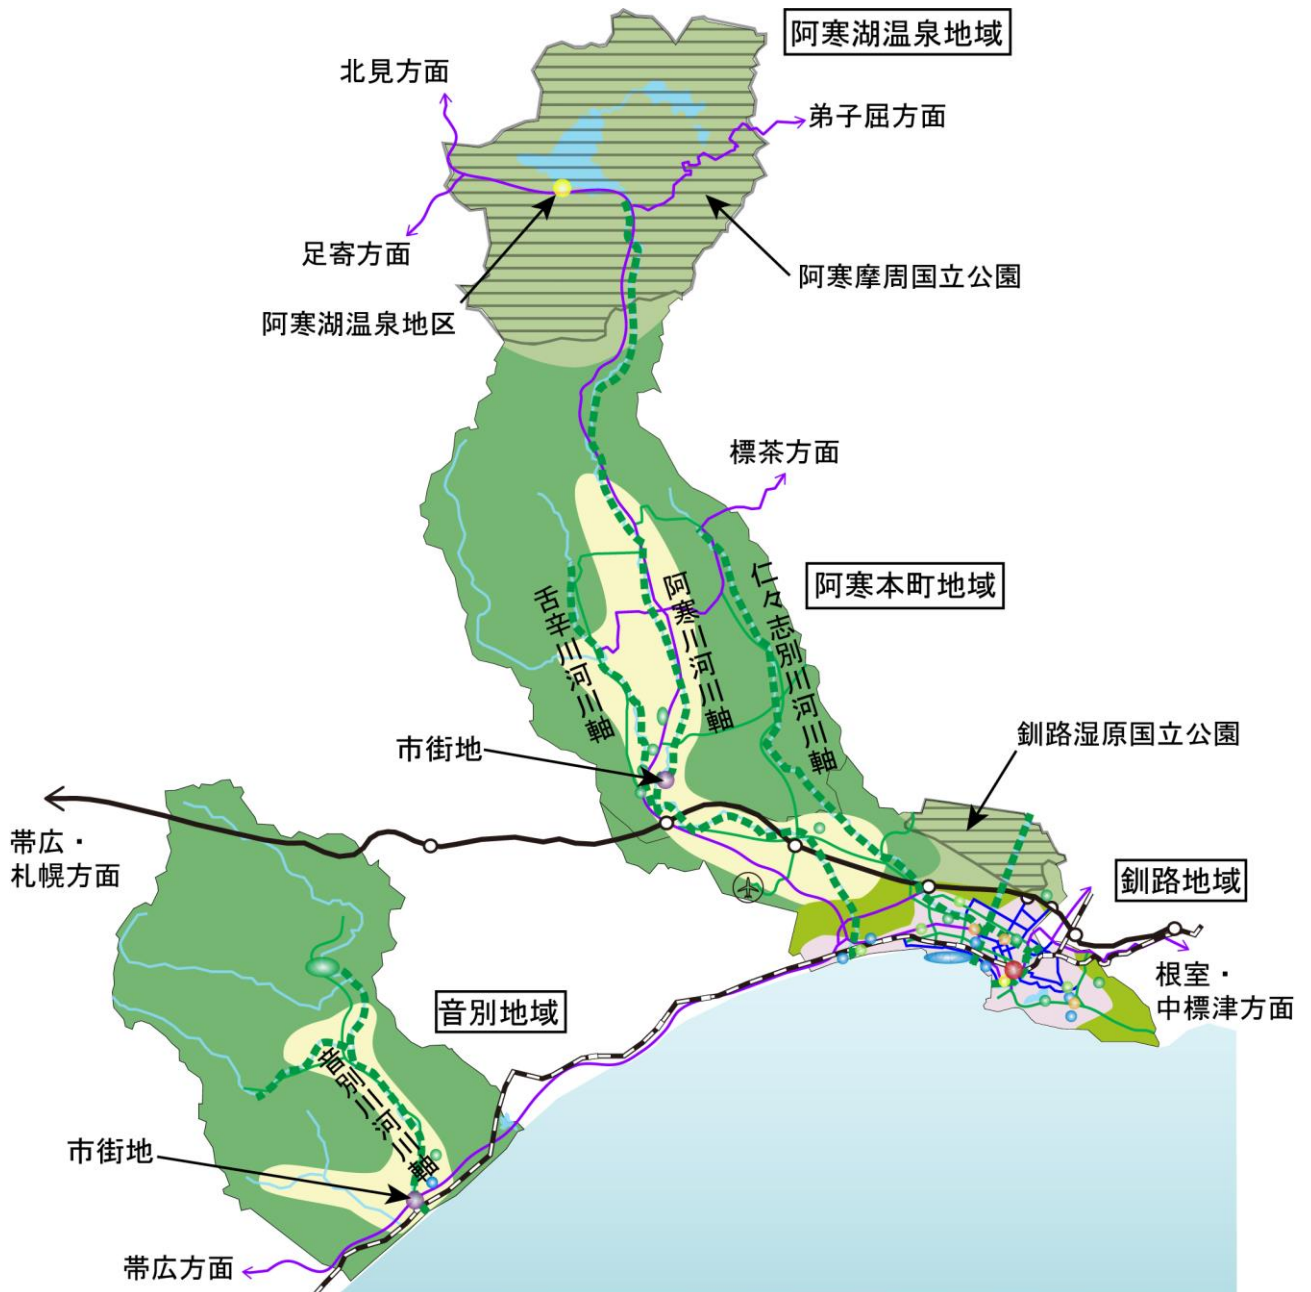 阿寒湖温泉地域
北見方面
弟子屈方面
足寄方面
阿寒摩周国立公園
阿寒湖温泉地区
標茶方面
阿寒本町地域
舌辛川河川軸
阿寒川河川軸
仁々志別川河川軸
市街地
釧路湿原国立公園
帯広・
札幌方面
釧路地域
根室・
中標津方面
音別地域
音別川河川軸
市街地
帯広方面